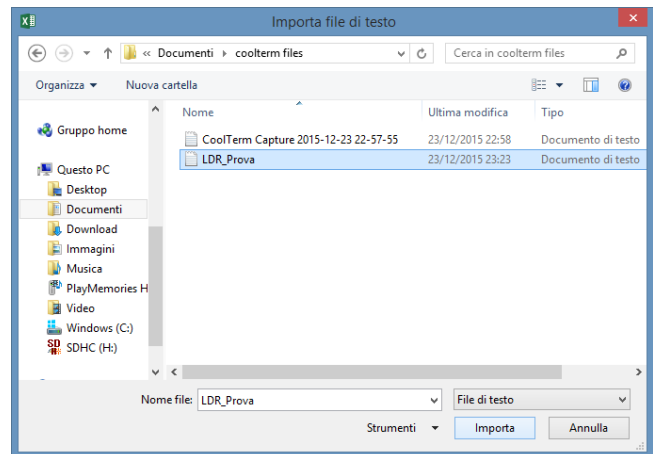 Importa file di testo
« Documenti coolterm files
Cerca in coolterm files
Organizza Nuova cartella
Nome Ultima modifica Tipo
Gruppo home
CoolTerm Capture 2015-12-23 22-57-55 23/12/2015 22:58 Documento di testo
LDR_Prova 23/12/2015 23:23 Documento di testo
Questo PC
Desktop
Documenti
Download
Immagini
Musica
PlayMemories H
Video
Windows (C:)
SDHC (H:)
Nome file: LDR_Prova File di testo
Strumenti Importa Annulla